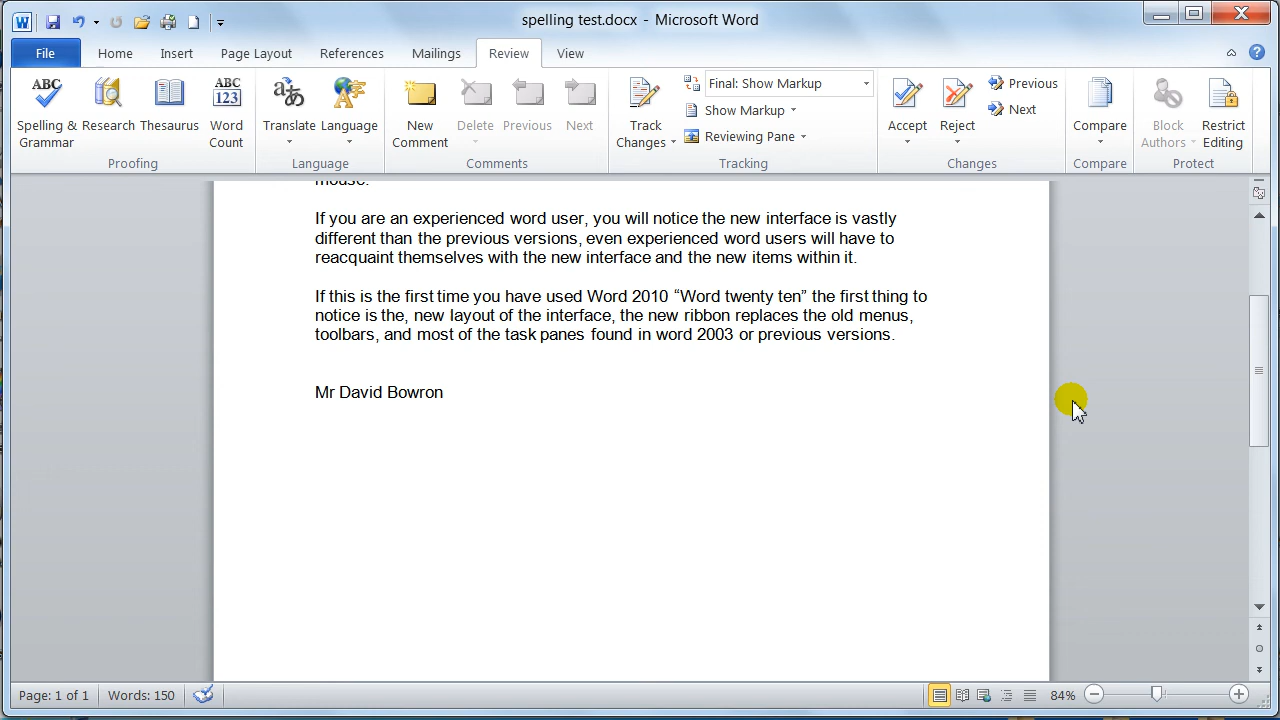 spelling test.docx - Microsoft Word
File Home Insert Page Layout References Mailings Review View
ABC ABC 123
Spelling & Grammar Research Thesaurus Word Count Translate Language New Comment Delete Previous Next Track Changes Final: Show Markup Show Markup Reviewing Pane Accept Reject Previous Next Compare Block Authors Restrict Editing
Proofing Language Comments Tracking Changes Compare Protect
mouse.
If you are an experienced word user, you will notice the new interface is vastly
different than the previous versions, even experienced word users will have to
reacquaint themselves with the new interface and the new items within it.
If this is the first time you have used Word 2010 “Word twenty ten” the first thing to
notice is the, new layout of the interface, the new ribbon replaces the old menus,
toolbars, and most of the task panes found in word 2003 or previous versions.
Mr David Bowron
Page: 1 of 1 Words: 150 84%